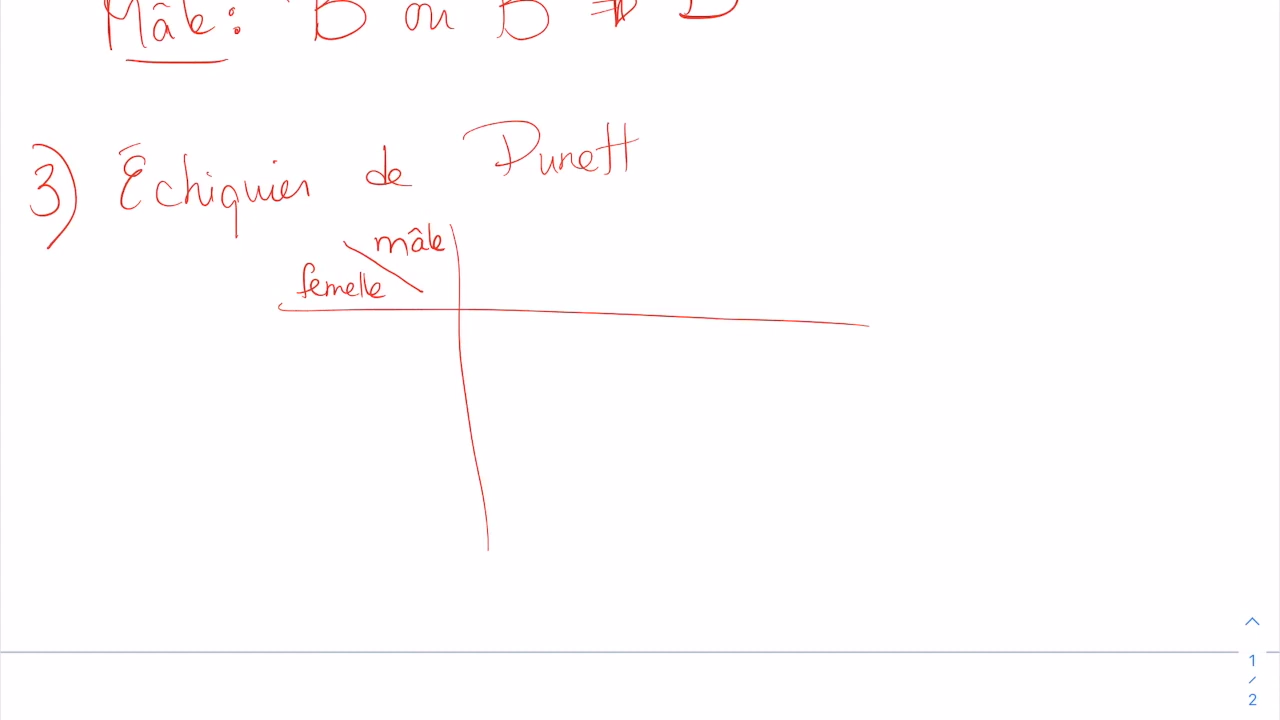 Mâle: B ou B ⇒ B
3) Échiquier de Punett
mâle
femelle
1
/
2